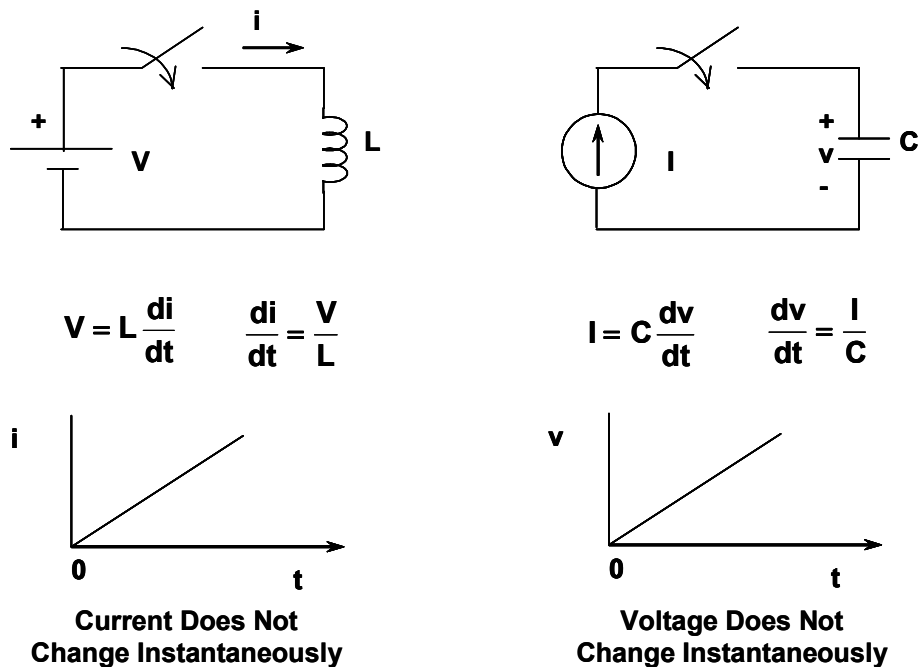 i
+
V
L
V = L di/dt
di/dt = V/L
i
0
t
Current Does Not
Change Instantaneously
I
+
v
-
C
I = C dv/dt
dv/dt = I/C
v
0
t
Voltage Does Not
Change Instantaneously